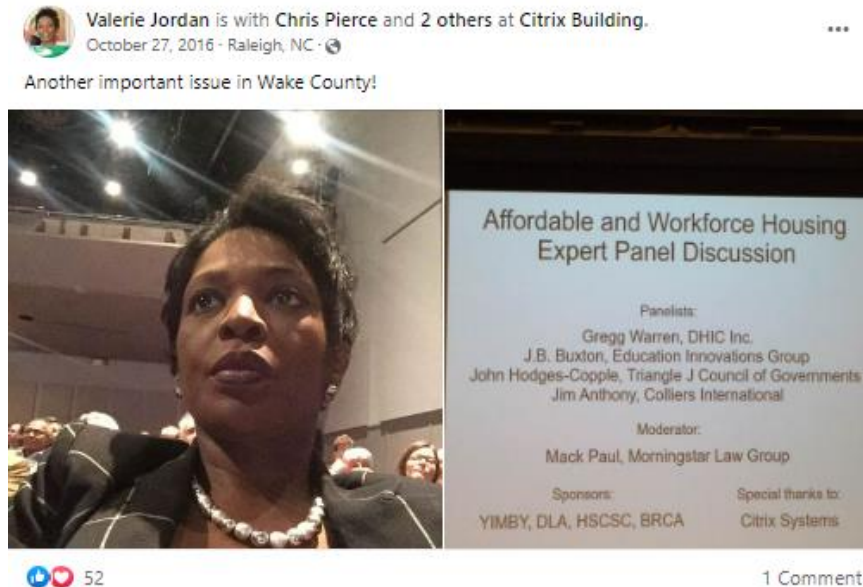 Valerie Jordan is with Chris Pierce and 2 others at Citrix Building.
October 27, 2016 · Raleigh, NC ·
Another important issue in Wake County!
Affordable and Workforce Housing
Expert Panel Discussion
Panelists:
Gregg Warren, DHIC Inc.
J.B. Buxton, Education Innovations Group
John Hodges-Copple, Triangle J Council of Governments
Jim Anthony, Colliers International
Moderator:
Mack Paul, Morningstar Law Group
Sponsors:
Special thanks to:
YIMBY, DLA, HSCSC, BRCA
Citrix Systems
52
1 Comment